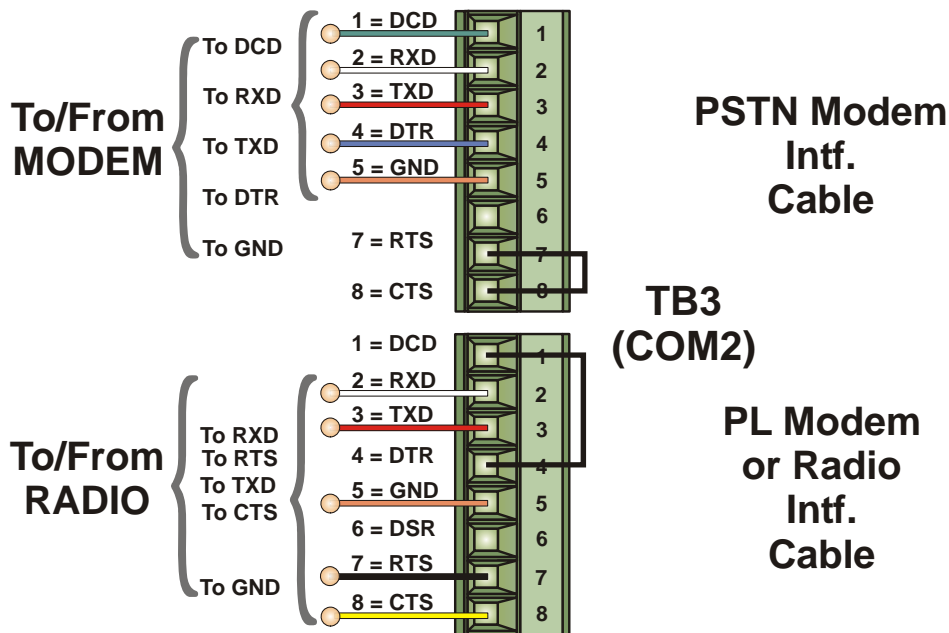 To/From
MODEM
To DCD
To RXD
To TXD
To DTR
To GND
1 = DCD
2 = RXD
3 = TXD
4 = DTR
5 = GND
7 = RTS
8 = CTS
1
2
3
4
5
6
7
8
PSTN Modem
Intf.
Cable
TB3
(COM2)
To/From
RADIO
To RXD
To RTS
To TXD
To CTS
To GND
1 = DCD
2 = RXD
3 = TXD
4 = DTR
5 = GND
6 = DSR
7 = RTS
8 = CTS
1
2
3
4
5
6
7
8
PL Modem
or Radio
Intf.
Cable